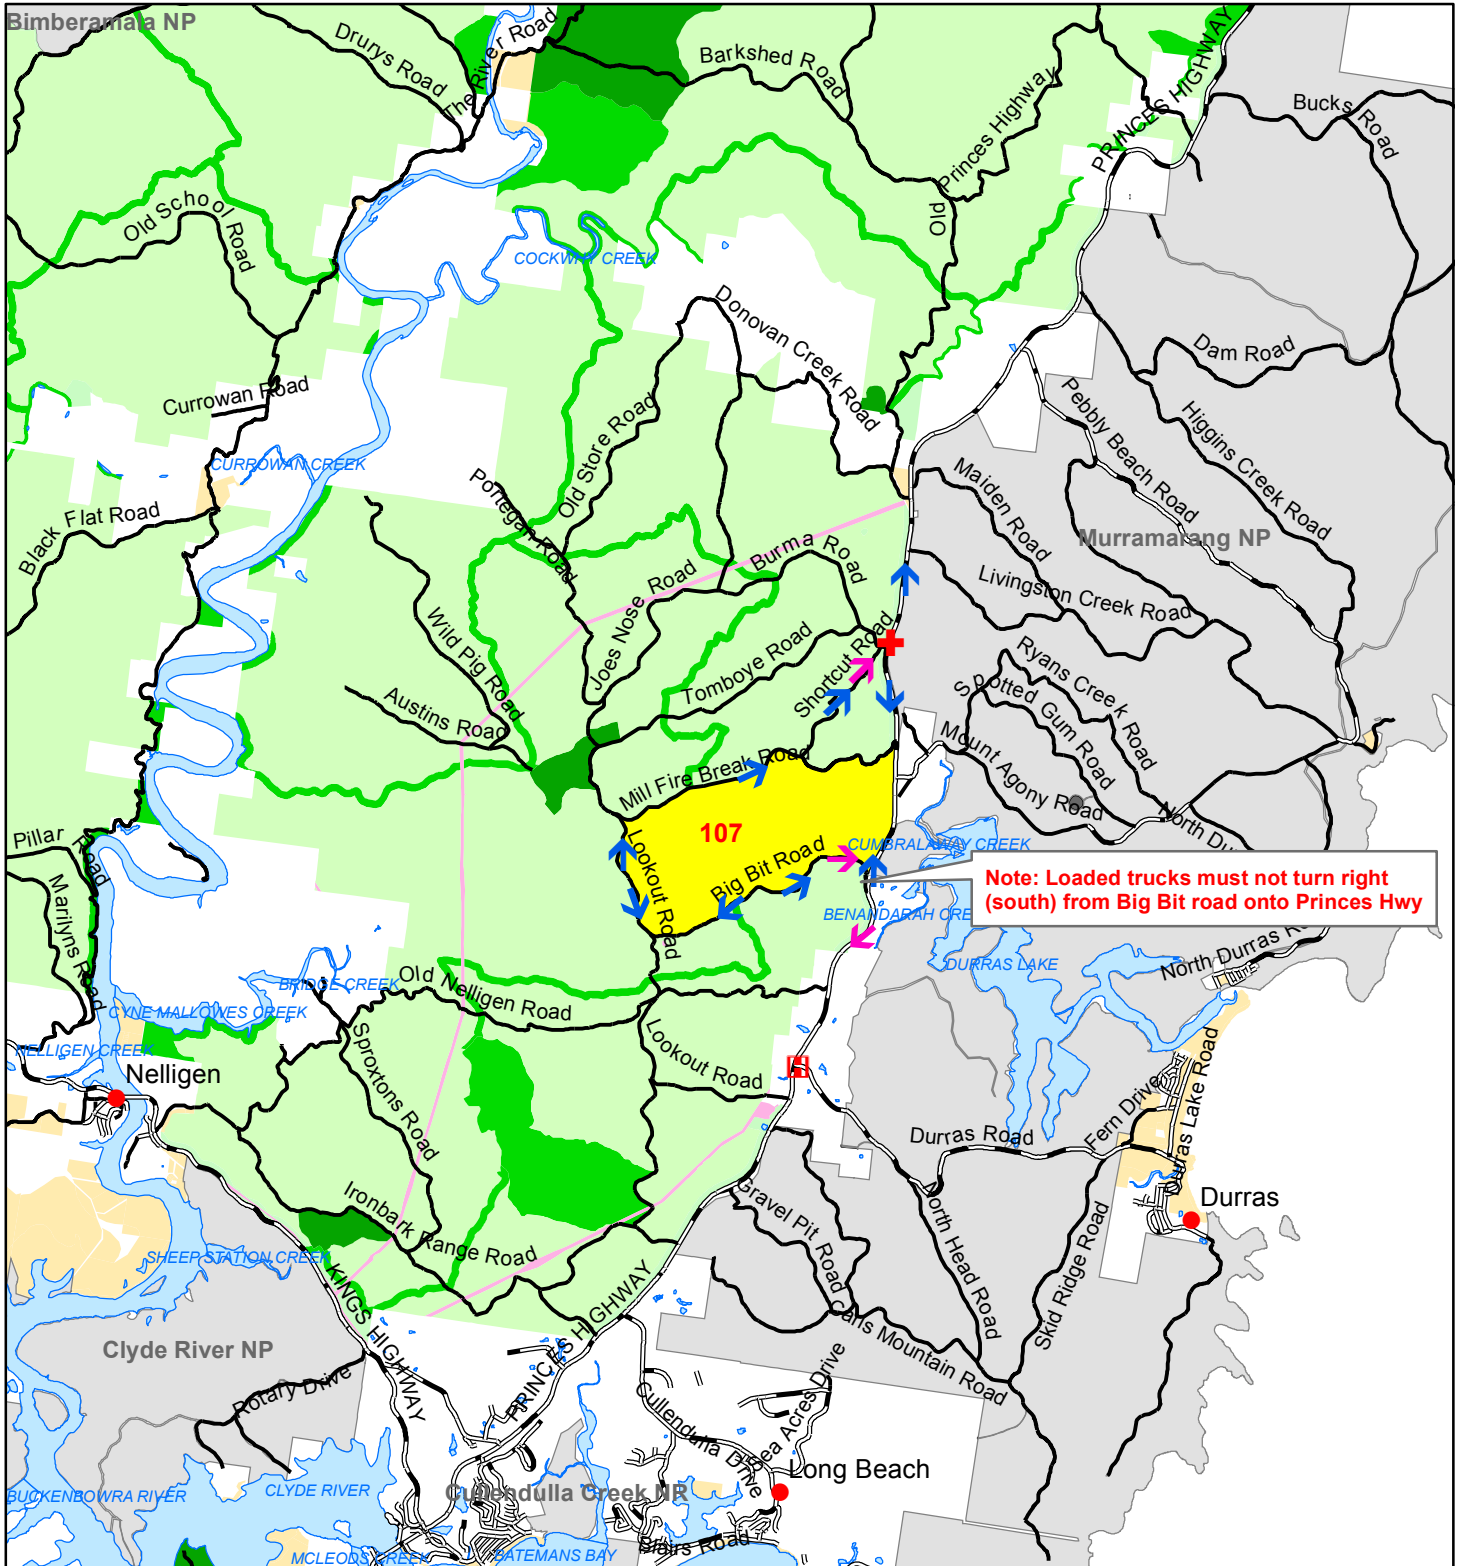 Bimberamala NP
Drurys Road
The River Road
Barkshed Road
Princes Highway
Old
PRINCES HIGHWAY
Bucks Road
Old School Road
COCKWHY CREEK
Donovan Creek Road
Dam Road
Currowan Road
Old Store Road
Pebbly Beach Road
Higgins Creek Road
CURROWAN CREEK
Portegan Road
Maiden Road
Black Flat Road
Murramarang NP
Burma Road
Joes Nose Road
Livingston Creek Road
Wild Pig Road
Tomboye Road
Shortcut Road
Ryans Creek Road
Spotted Gum Road
Austins Road
Mount Agony Road
Mill Fire Break Road
North Du
107
Pillar Road
Lookout Road
Big Bit Road
CUMBRALAWAY CREEK
Note: Loaded trucks must not turn right
(south) from Big Bit road onto Princes Hwy
Marilyns Road
BENANDARAH CRE
North Durras Ro
DURRAS LAKE
BRIDGE CREEK
Old Nelligen Road
CYNE MALLOWES CREEK
NELLIGEN CREEK
Nelligen
Sproxtons Road
Lookout Road
H
Durras Road
Fern Drive
Durras Lake Road
Durras
Gravel Pit Road
North Head Road
Skid Ridge Road
Ironbark Range Road
SHEEP STATION CREEK
KINGS HIGHWAY
PRINCES HIGHWAY
Clyde River NP
Cans Mountain Road
Rotary Drive
Cullendulla Drive
Sea Acres Drive
Long Beach
BUCKENBOWRA RIVER
CLYDE RIVER
Cullendulla Creek NR
Blairs Road
MCLEODS CREEK
BATEMANS BAY